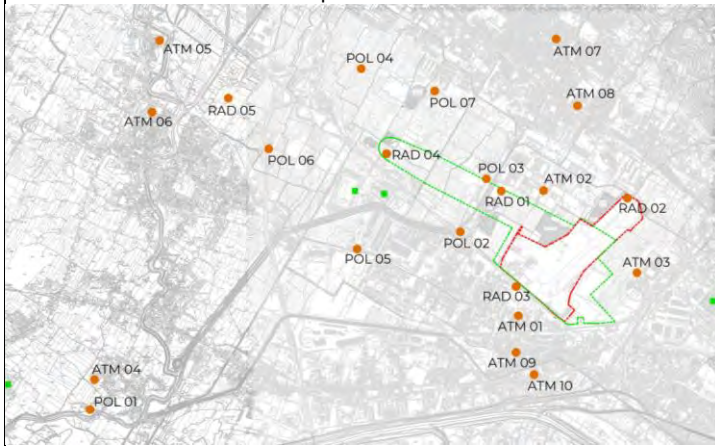 ATM 05
ATM 07
POL 04
ATM 08
POL 07
RAD 05
ATM 06
POL 06
RAD 04
POL 03
RAD 01
ATM 02
RAD 02
POL 02
POL 05
ATM 03
RAD 03
ATM 01
ATM 09
ATM 10
ATM 04
POL 01